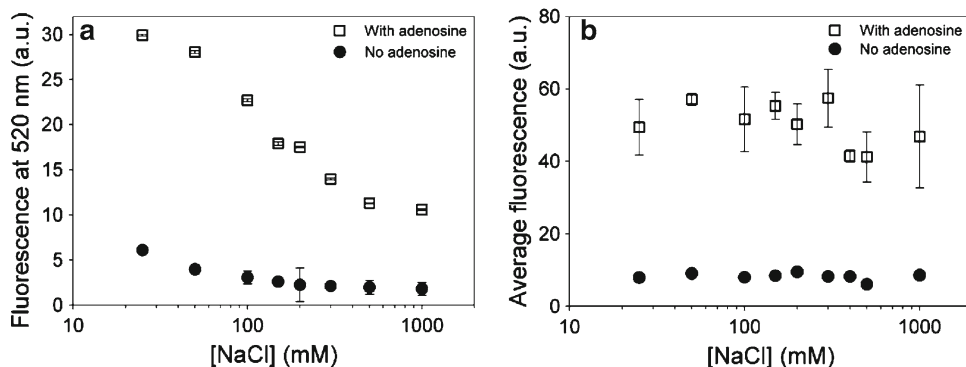 a
With adenosine
No adenosine
Fluorescence at 520 nm (a.u.)
30
25
20
15
10
5
0
10
100
1000
[NaCl] (mM)
b
With adenosine
No adenosine
Average fluorescence
80
60
40
20
0
10
100
1000
[NaCl] (mM)